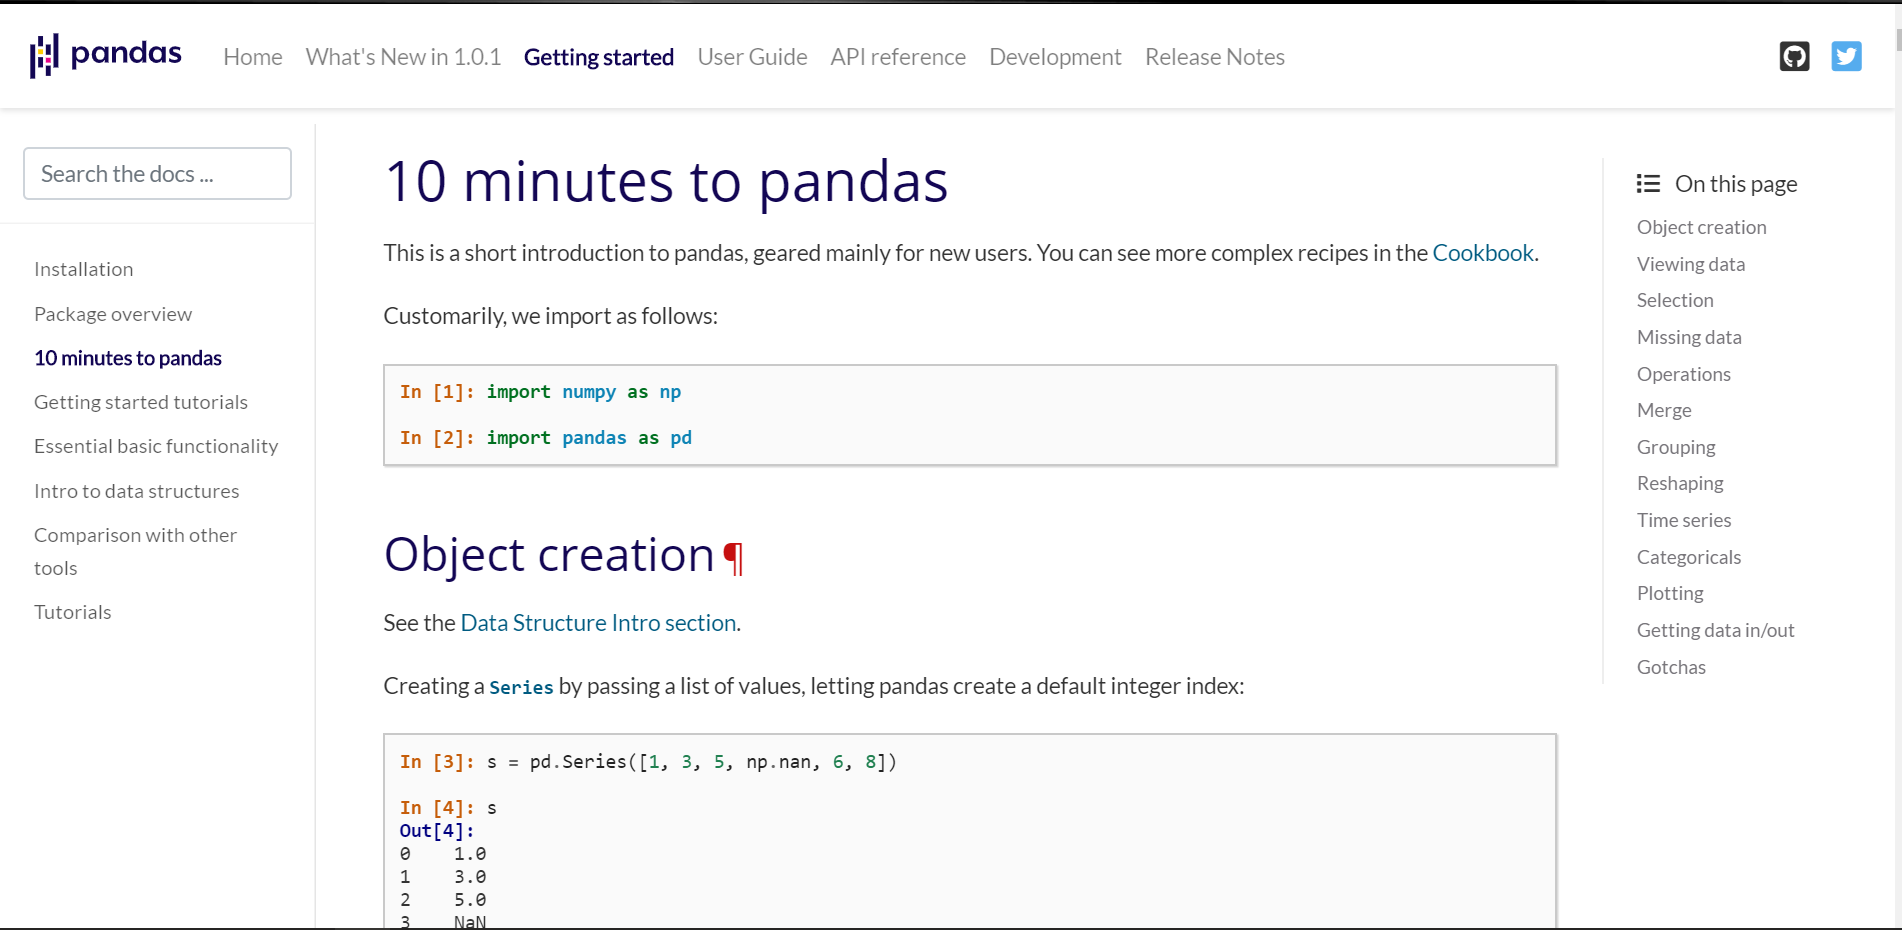 pandas
Home What's New in 1.0.1 Getting started User Guide API reference Development Release Notes
Search the docs ...
Installation
Package overview
10 minutes to pandas
Getting started tutorials
Essential basic functionality
Intro to data structures
Comparison with other
tools
Tutorials
10 minutes to pandas
This is a short introduction to pandas, geared mainly for new users. You can see more complex recipes in the Cookbook.
Customarily, we import as follows:
In [1]: import numpy as np
In [2]: import pandas as pd
Object creation¶
See the Data Structure Intro section.
Creating a Series by passing a list of values, letting pandas create a default integer index:
In [3]: s = pd.Series([1, 3, 5, np.nan, 6, 8])
In [4]: s
Out[4]:
0    1.0
1    3.0
2    5.0
3    NaN
On this page
Object creation
Viewing data
Selection
Missing data
Operations
Merge
Grouping
Reshaping
Time series
Categoricals
Plotting
Getting data in/out
Gotchas